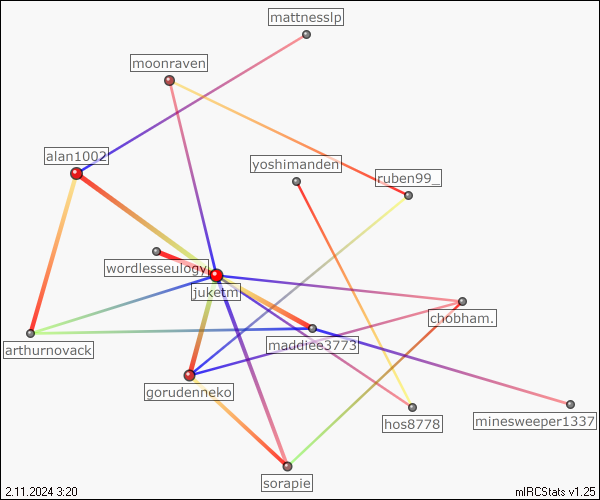 mattnesslp
moonraven
alan1002
yoshimanden
ruben99_
wordlesseulogy
juketm
chobham.
arthurnovack
maddiee3773
gorudenneko
hos8778
minesweeper1337
sorapie
2.11.2024 3:20
mIRCStats v1.25